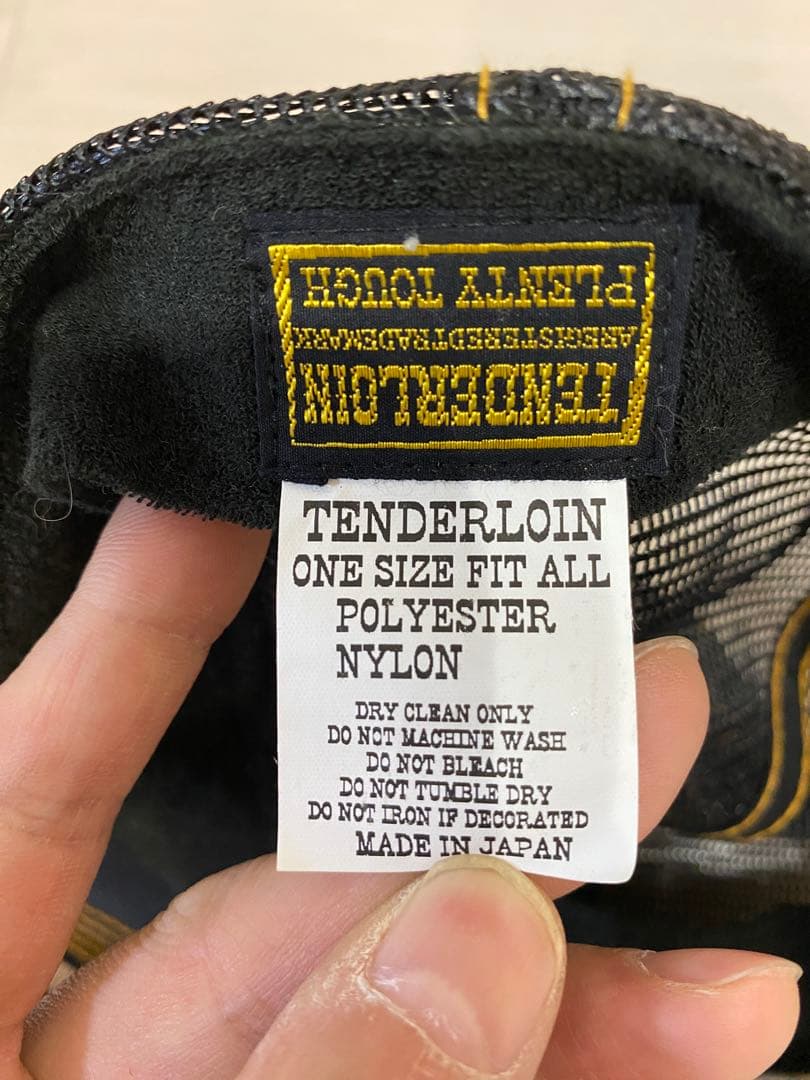 TENDERLOIN
AREGISTEREDTRADEMARK
PLENTY TOUGH
TENDERLOIN
ONE SIZE FIT ALL
POLYESTER
NYLON
DRY CLEAN ONLY
DO NOT MACHINE WASH
DO NOT BLEACH
DO NOT TUMBLE DRY
DO NOT IRON IF DECORATED
MADE IN JAPAN